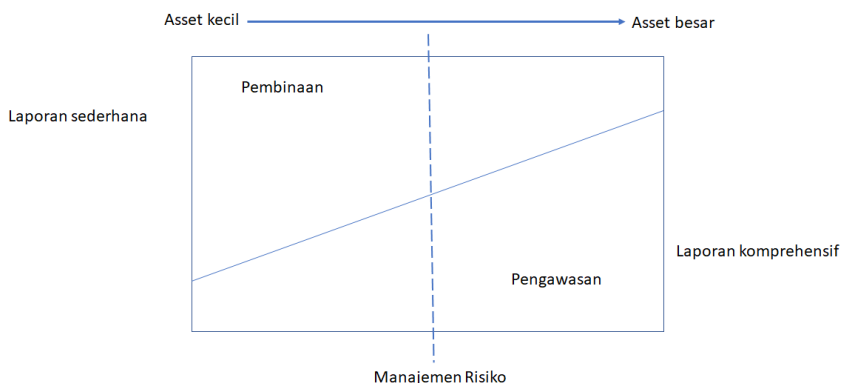 Asset kecil
Asset besar
Pembinaan
Laporan sederhana
Laporan komprehensif
Pengawasan
Manajemen Risiko